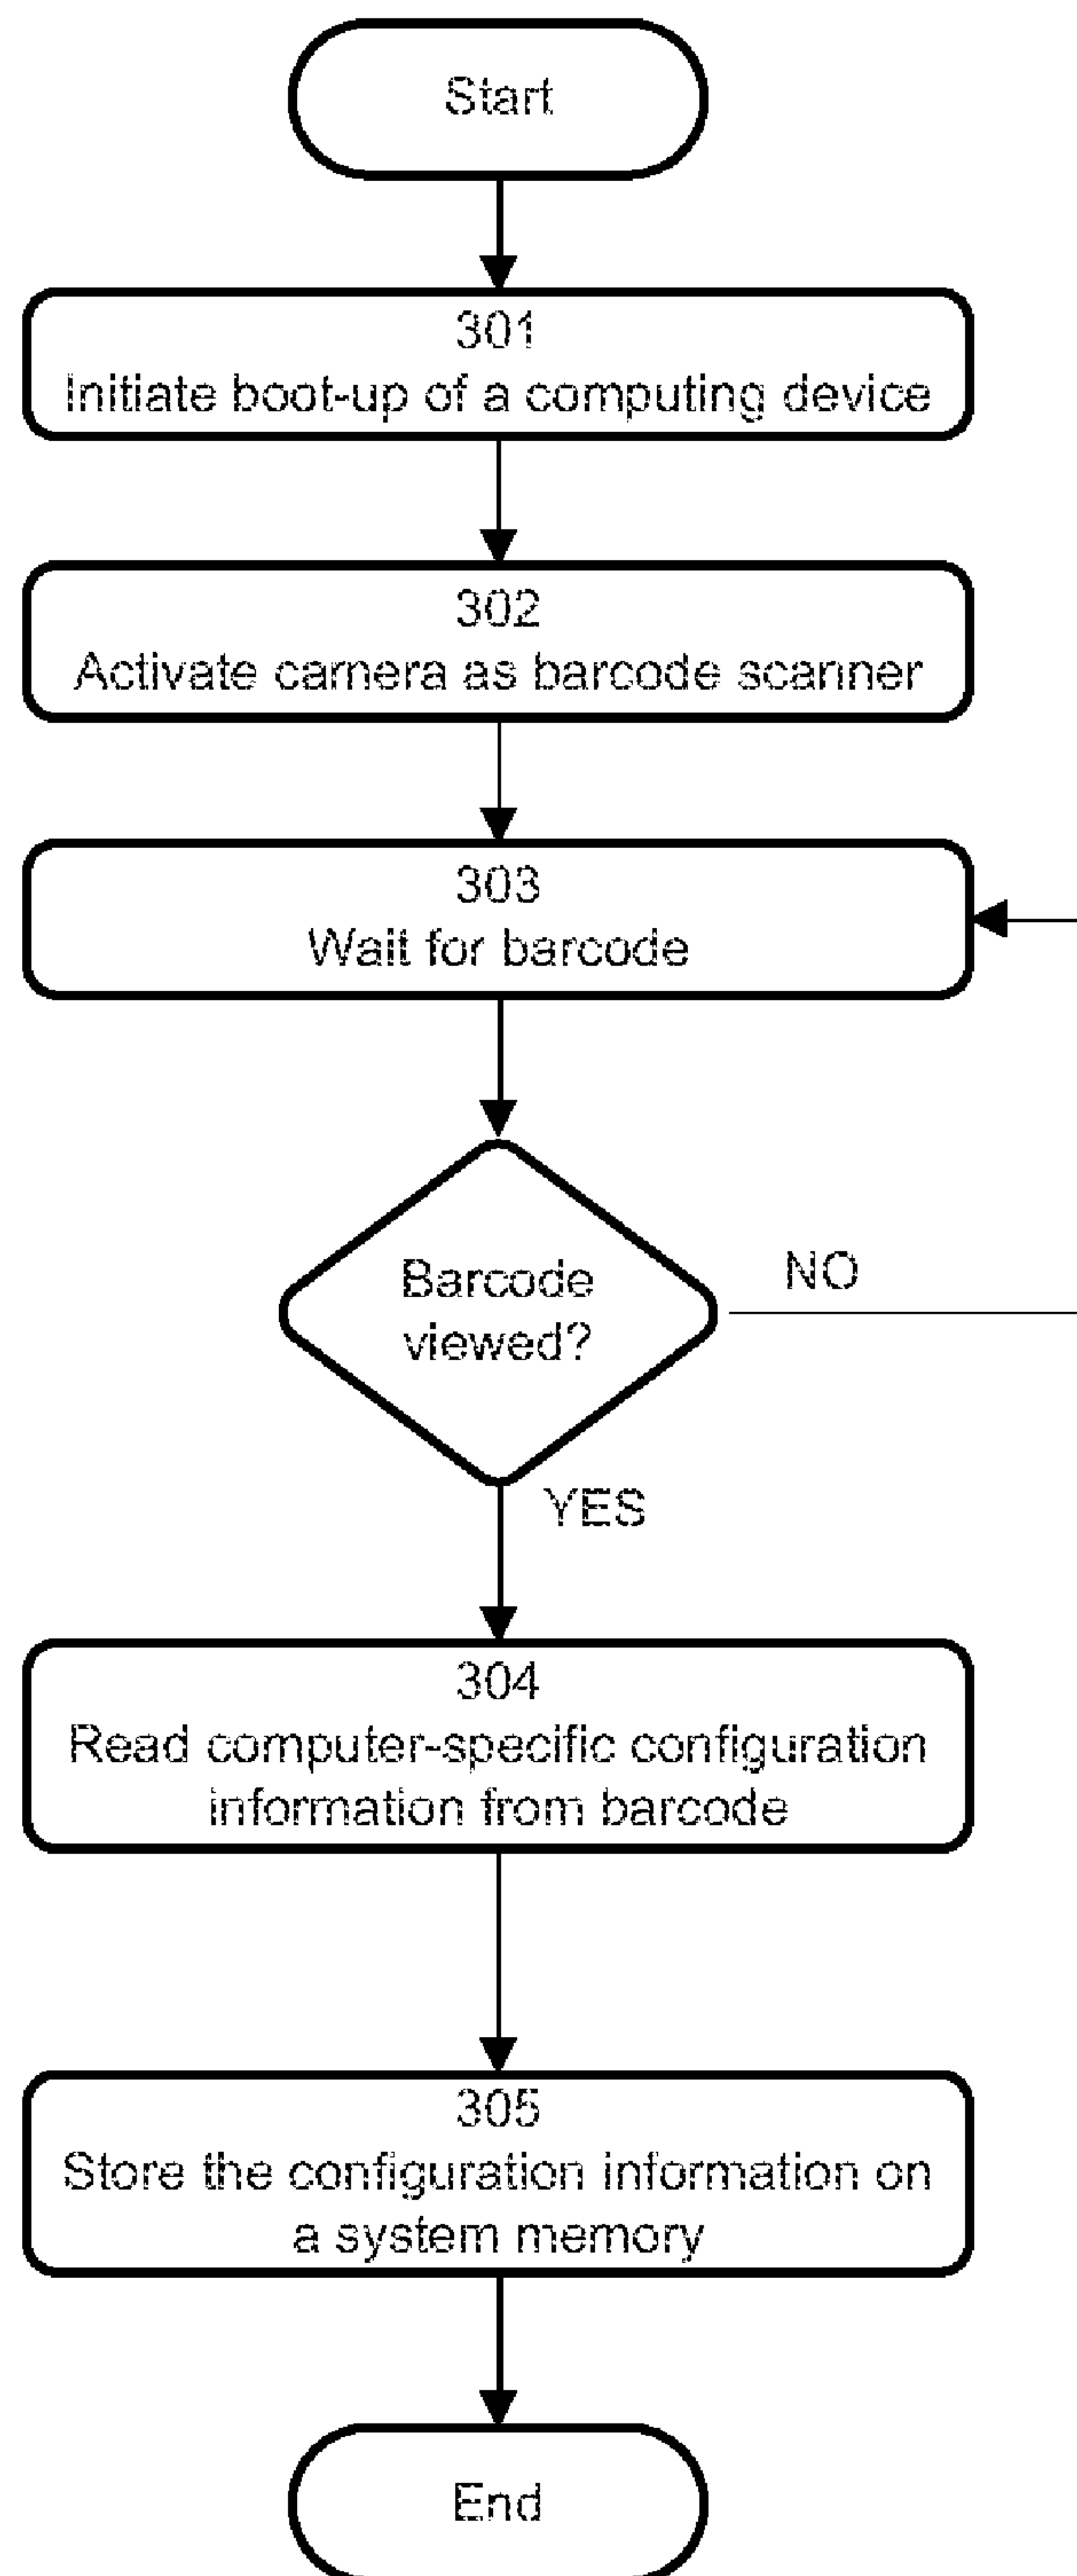 Start
301
Initiate boot-up of a computing device
302
Activate camera as barcode scanner
303
Wait for barcode
Barcode
viewed?
NO
YES
304
Read computer-specific configuration
information from barcode
305
Store the configuration information on
a system memory
End